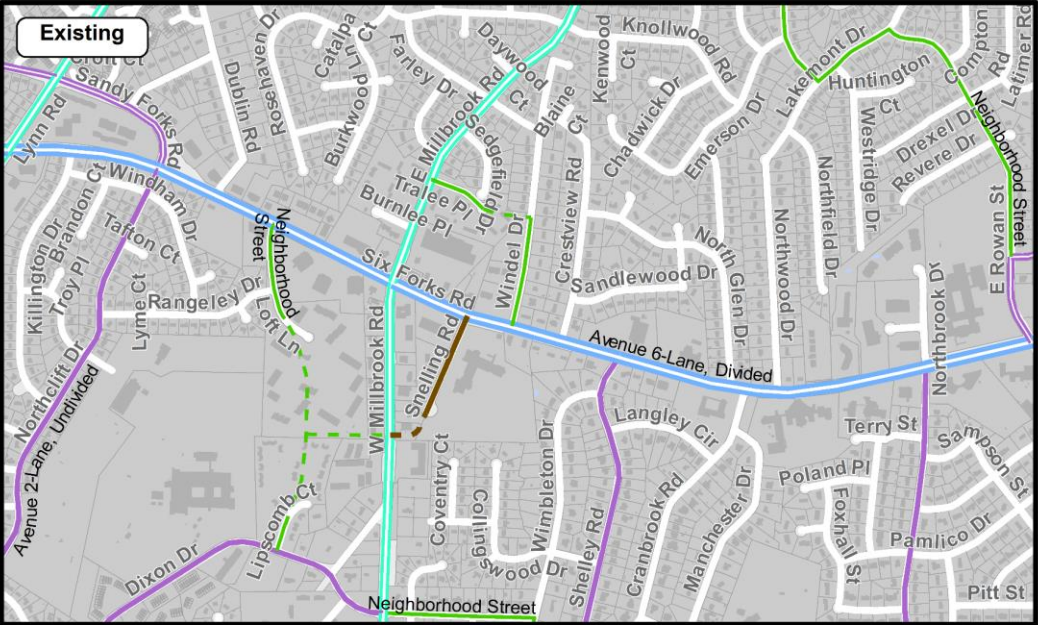 Existing
Croft Ct
Sandy Forks Rd
Lynn Rd
Dublin Rd
Rosehaven Dr
Catalpa Ct
Burkwood Ln
Farley Dr
Daywood Ct
E Millbrook Rd
Sedgefield Dr
Blaine Ct
Kenwood Ct
Knollwood Rd
Chadwick Dr
Emerson Dr
Lakemont Dr
Huntington Ct
Compton Rd
Latimer Rd
Neighborhood Street
Drexel Dr
Revere Dr
Westridge Dr
Northfield Dr
Northwood Dr
E Rowan St
Northbrook Dr
North Glen Dr
Sandlewood Dr
Crestview Rd
Windel Dr
Tralee Pl
Burnlee Pl
Six Forks Rd
Neighborhood
Street
Neighborhood
Windham Dr
Brandon Ct
Tafton Ct
Killington Dr
Troy Pl
Lyme Ct
Rangeley Dr
Loft Ln
Northclift Dr
Avenue 2-Lane, Undivided
W Millbrook Rd
Snelling Rd
Avenue 6-Lane, Divided
Langley Cir
Terry St
Sampson St
Poland Pl
Foxhall St
Pamlico Dr
Pitt St
Manchester Dr
Cranbrook Rd
Shelley Rd
Wimbleton Dr
Collingswood Dr
Coventry Ct
Lipscomb Ct
Dixon Dr
Neighborhood Street